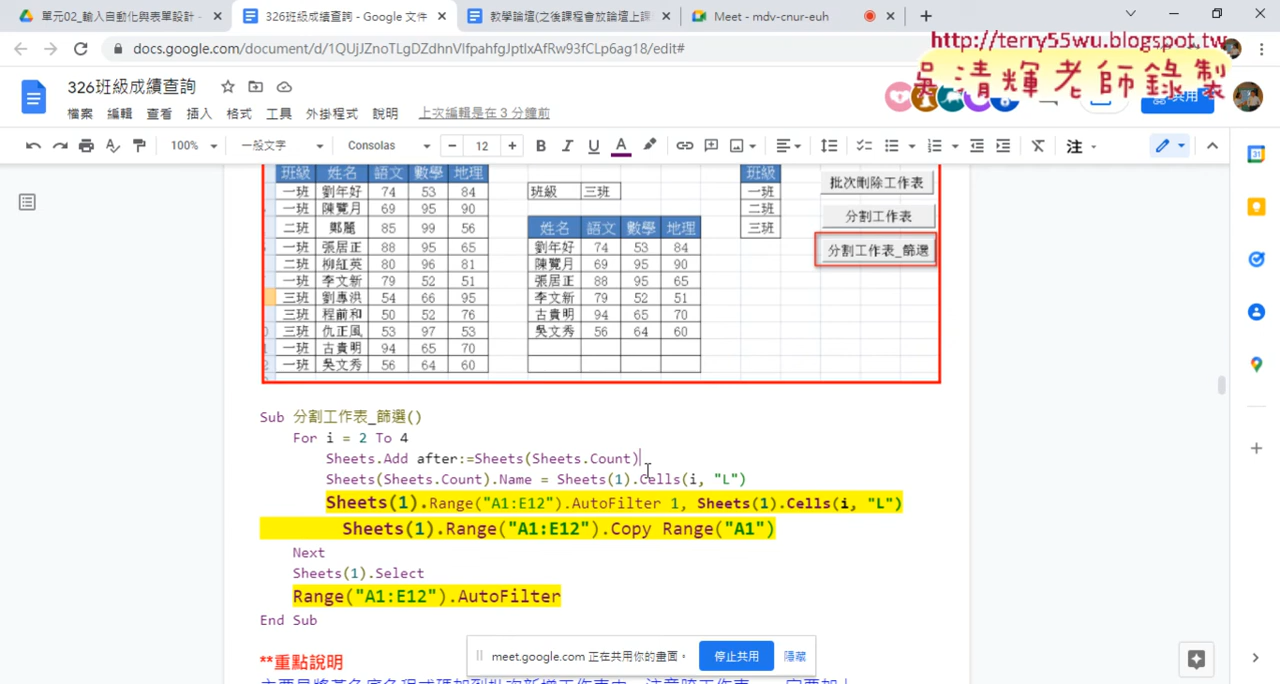 單元02_輸入自動化與表單設計 -
326班級成績查詢 - Google 文件
教學論壇(之後課程會放論壇上課
Meet - mdv-cnur-euh
docs.google.com/document/d/1QUjJZnoTLgDZdhnVlfpahfgJptlxAfRw93fCLp6ag18/edit#
http://terry55wu.blogspot.tw
吳清輝老師錄製
326班級成績查詢
共用
檔案 編輯 查看 插入 格式 工具 外掛程式 說明 上次編輯是在 3 分鐘前
100% 一般文字 Consolas 12
班級 姓名 語文 數學 地理
一班 劉年好 74 53 84
一班 陳覽月 69 95 90
二班 鄭麗 85 99 56
一班 張居正 88 95 65
二班 柳紅英 80 96 81
一班 李文新 79 52 51
三班 劉專洪 54 66 95
三班 程前和 50 52 76
三班 仇正風 53 97 53
一班 古貴明 94 65 70
一班 吳文秀 56 64 60
班級 三班
姓名 語文 數學 地理
劉年好 74 53 84
陳覽月 69 95 90
張居正 88 95 65
李文新 79 52 51
古貴明 94 65 70
吳文秀 56 64 60
班級
一班
二班
三班
批次刪除工作表
分割工作表
分割工作表_篩選
Sub 分割工作表_篩選()
For i = 2 To 4
Sheets.Add after:=Sheets(Sheets.Count)
Sheets(Sheets.Count).Name = Sheets(1).Cells(i, "L")
Sheets(1).Range("A1:E12").AutoFilter 1, Sheets(1).Cells(i, "L")
Sheets(1).Range("A1:E12").Copy Range("A1")
Next
Sheets(1).Select
Range("A1:E12").AutoFilter
End Sub
**重點說明
meet.google.com 正在共用你的畫面。 停止共用 隱藏